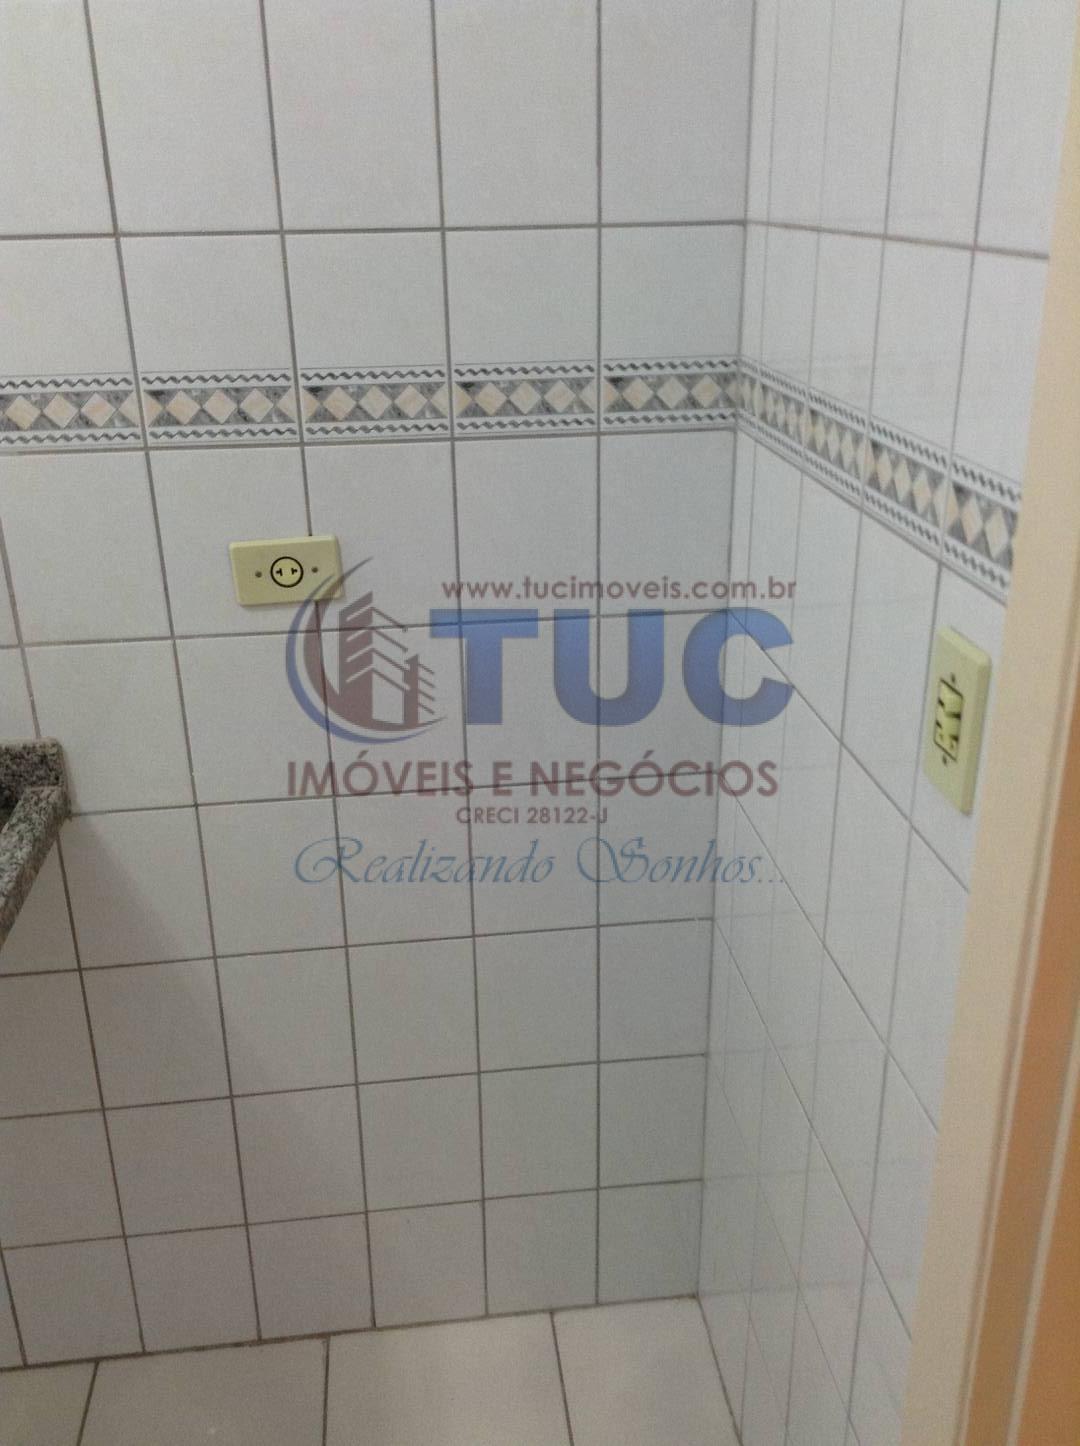 www.tucimoveis.com.br
TUC
IMÓVEIS E NEGÓCIOS
CRECI 28122-J
Realizando Sonhos...